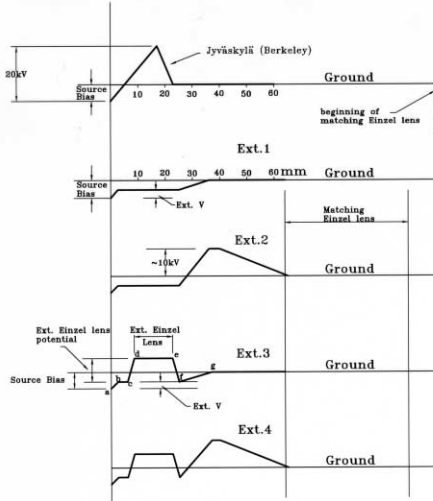 Jyväskylä (Berkeley)
20kV
Source
Bias
Ground
10 20 30 40 50 60
beginning of
matching Einzel lens
Ext.1
10 20 30 40 50 60 mm
Source
Bias
Ground
Ext. V
Matching
Einzel lens
Ext.2
~10kV
Ground
Ext. Einzel lens
potential
Ext. Einzel
Lens
Ext.3
d e
g
Ground
Source Bias
b
c
f
a
Ext. V
Ext.4
Ground